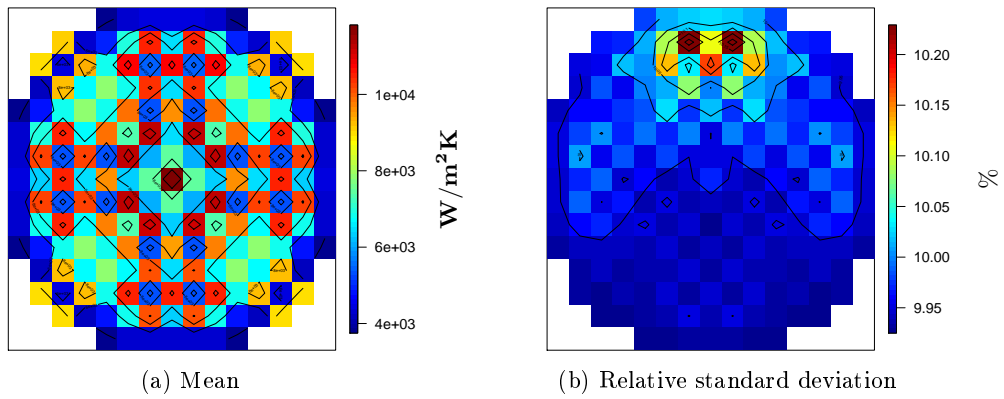 1e+04
8e+03
6e+03
4e+03
W/m²K
10.20
10.15
10.10
10.05
10.00
9.95
%
(a) Mean
(b) Relative standard deviation